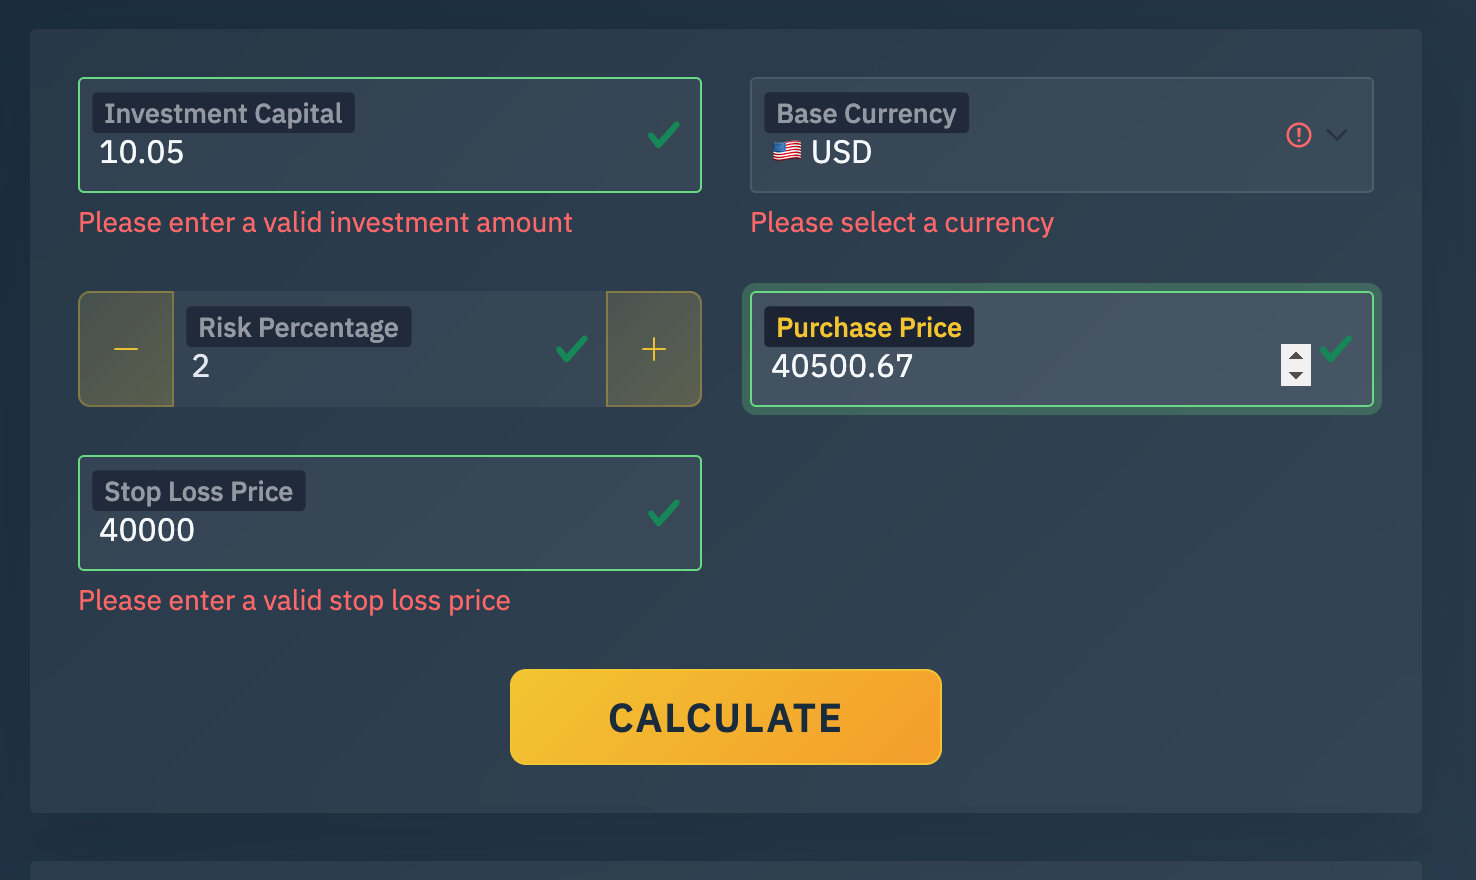 Investment Capital
10.05
Please enter a valid investment amount
Base Currency
USD
Please select a currency
Risk Percentage
2
Purchase Price
40500.67
Stop Loss Price
40000
Please enter a valid stop loss price
CALCULATE